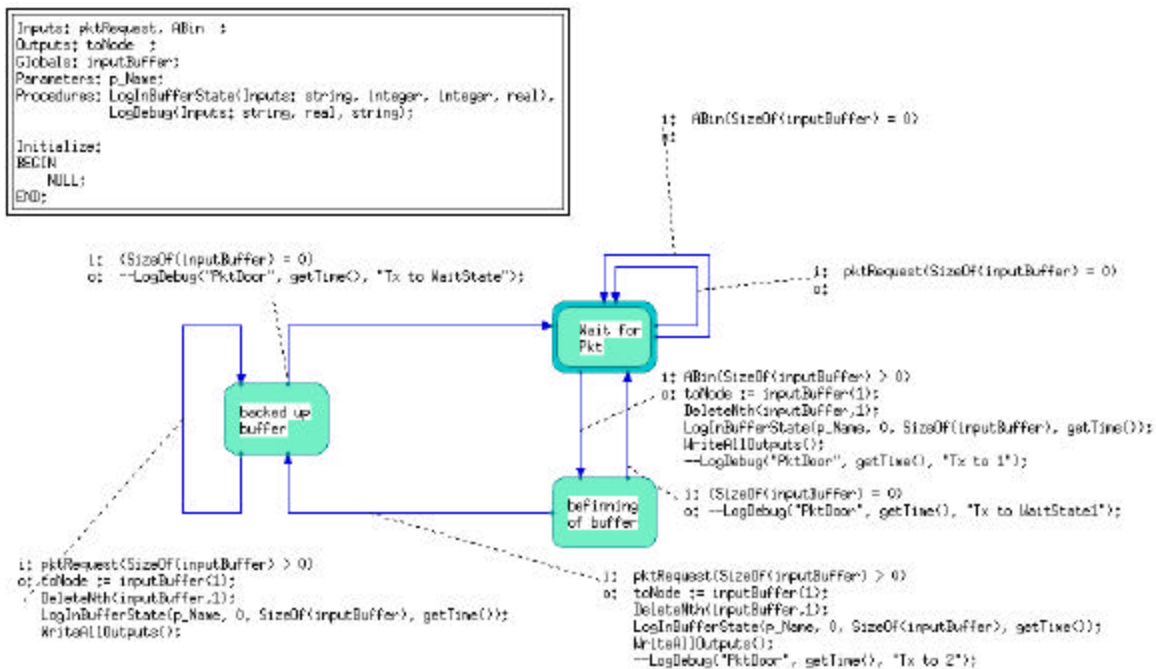 Inputs: pktRequest, ABin ;
Outputs: toNode ;
Globals: inputBuffer;
Parameters: p_Name;
Procedures: LogInBufferState(Inputs: string, integer, integer, real),
LogDebug(Inputs: string, real, string);
Initialize:
BEGIN
NULL;
END;
i: ABin(SizeOf(inputBuffer) = 0)
o:
i: (SizeOf(inputBuffer) = 0)
o: --LogDebug("PktDoor", getTime(), "Tx to WaitState");
i: pktRequest(SizeOf(inputBuffer) = 0)
o:
Wait for
Pkt
i: ABin(SizeOf(inputBuffer) > 0)
o: toNode := inputBuffer(1);
DeleteNth(inputBuffer,1);
LogInBufferState(p_Name, 0, SizeOf(inputBuffer), getTime());
WriteAllOutputs();
--LogDebug("PktDoor", getTime(), "Tx to 1");
backed up
buffer
i: (SizeOf(inputBuffer) = 0)
o: --LogDebug("PktDoor", getTime(), "Tx to WaitState1");
befinning
of buffer
i: pktRequest(SizeOf(inputBuffer) > 0)
o: toNode := inputBuffer(1);
DeleteNth(inputBuffer,1);
LogInBufferState(p_Name, 0, SizeOf(inputBuffer), getTime());
WriteAllOutputs();
i: pktRequest(SizeOf(inputBuffer) > 0)
o: toNode := inputBuffer(1);
DeleteNth(inputBuffer,1);
LogInBufferState(p_Name, 0, SizeOf(inputBuffer), getTime());
WriteAllOutputs();
--LogDebug("PktDoor", getTime(), "Tx to 2");